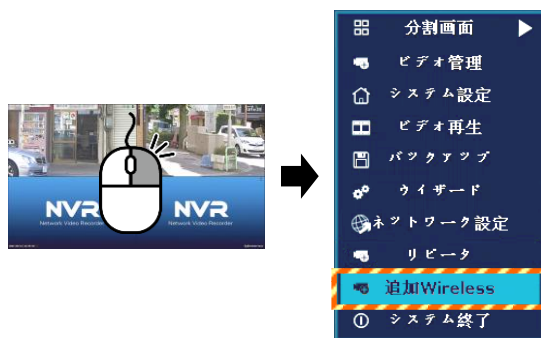 NVR
Network Video Recorder
NVR
Network Video Recorder
分割画面
ビデオ管理
システム設定
ビデオ再生
バックアップ
ウイザード
ネットワーク設定
リピータ
追加Wireless
システム終了